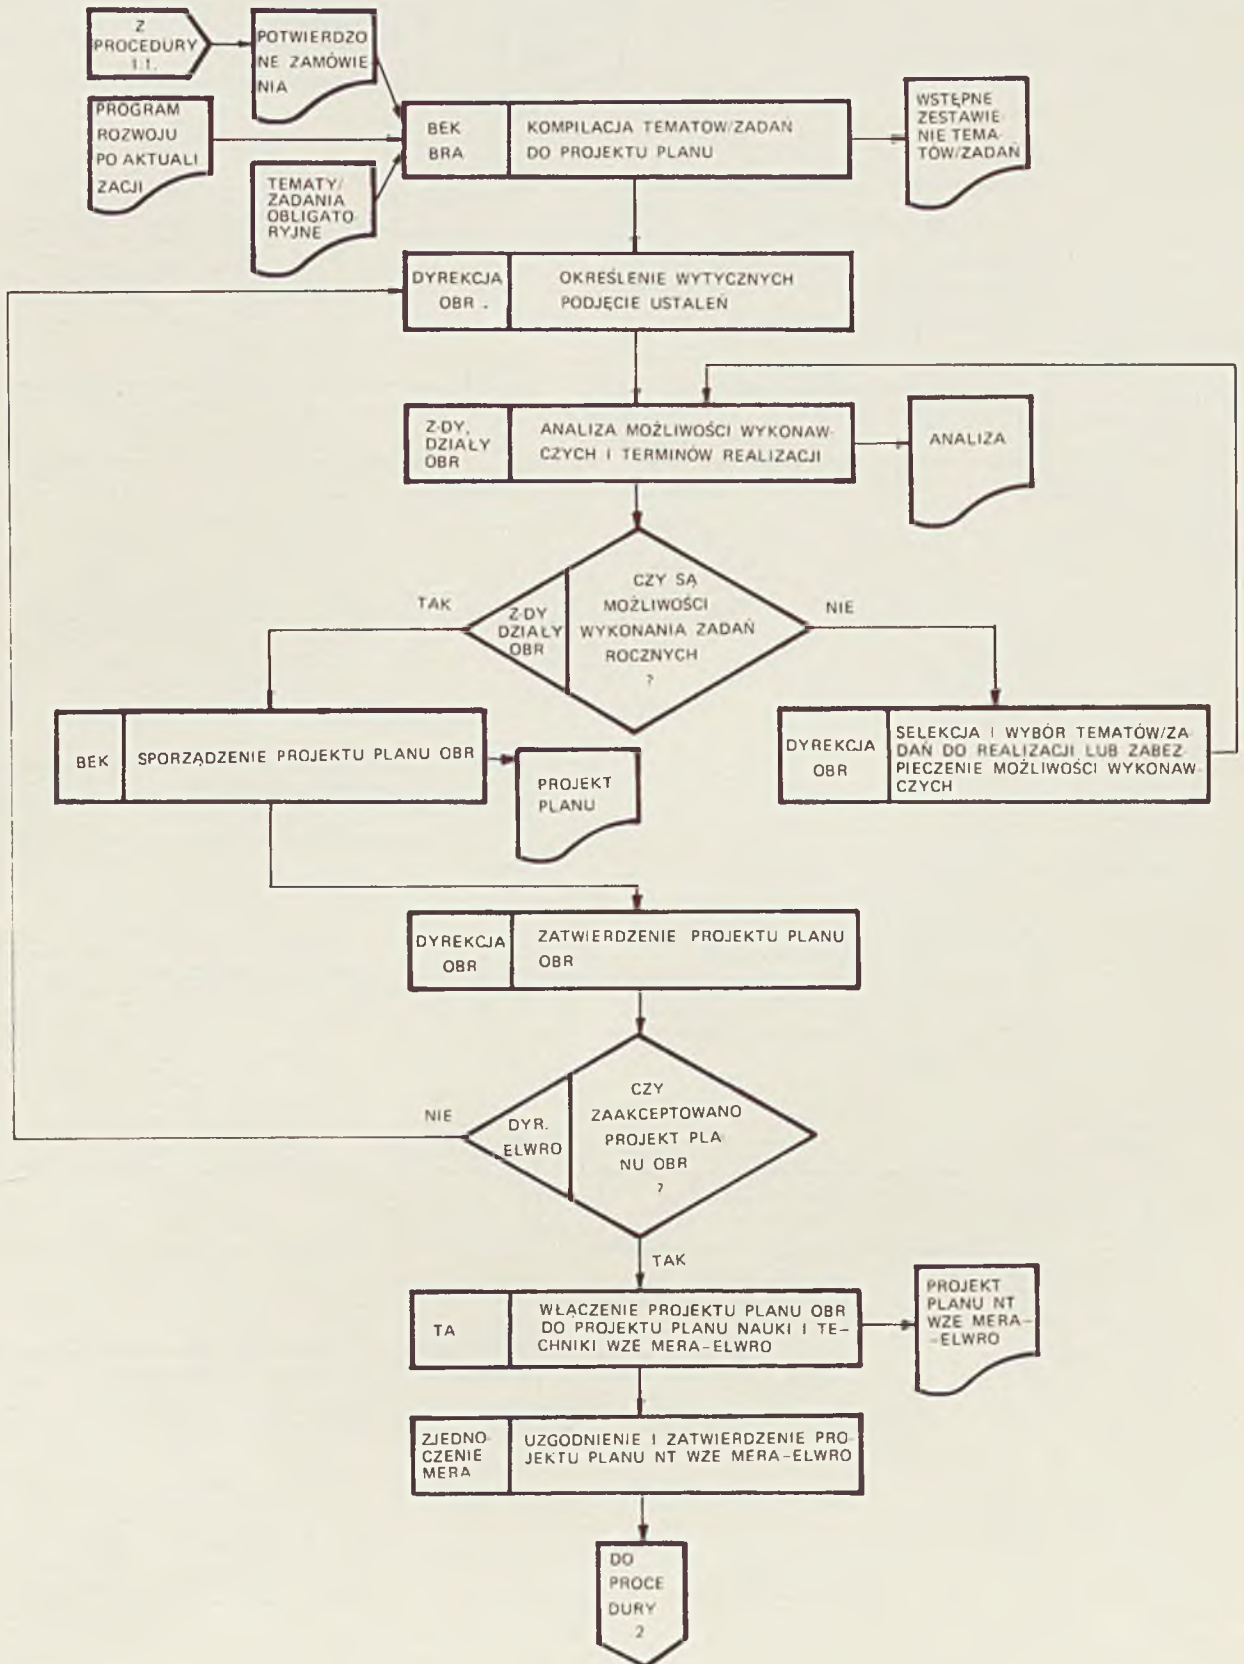 Z
PROCEDURY
1.1.
POTWIERDZO
NE ZAMÓWIE-
NIA
PROGRAM
ROZWOJU
PO AKTUALI
ZACJI
TEMATY/
ZADANIA
OBLIGATO
RYJNE
BEK
BRA
KOMPILACJA TEMATOW/ZADAŃ
DO PROJEKTU PLANU
WSTĘPNE
ZESTAWIE-
NIE TEMA-
TÓW/ZADAŃ
DYREKCJA
OBR .
OKREŚLENIE WYTYCZNYCH
PODJĘCIE USTALEŃ
Z-DY,
DZIAŁY
OBR
ANALIZA MOŻLIWOŚCI WYKONAW-
CZYCH I TERMINÓW REALIZACJI
ANALIZA
TAK
Z-DY
DZIAŁY
OBR
CZY SĄ
MOŻLIWOŚCI
WYKONANIA ZADAŃ
ROCZNYCH
?
NIE
BEK
SPORZĄDZENIE PROJEKTU PLANU OBR
PROJEKT
PLANU
DYREKCJA
OBR
SELEKCJA I WYBÓR TEMATÓW/ZA-
DAŃ DO REALIZACJI LUB ZABEZ-
PIECZENIE MOŻLIWOŚCI WYKONAW-
CZYCH
DYREKCJA
OBR
ZATWIERDZENIE PROJEKTU PLANU
OBR
NIE
DYR.
ELWRO
CZY
ZAAKCEPTOWANO
PROJEKT PLA
NU OBR
?
TAK
TA
WŁĄCZENIE PROJEKTU PLANU OBR
DO PROJEKTU PLANU NAUKI I TE-
CHNIKI WZE MERA-ELWRO
PROJEKT
PLANU NT
WZE MERA-
-ELWRO
ZJEDNO-
CZENIE
MERA
UZGODNIENIE I ZATWIERDZENIE PRO-
JEKTU PLANU NT WZE MERA-ELWRO
DO
PROCE
DURY
2